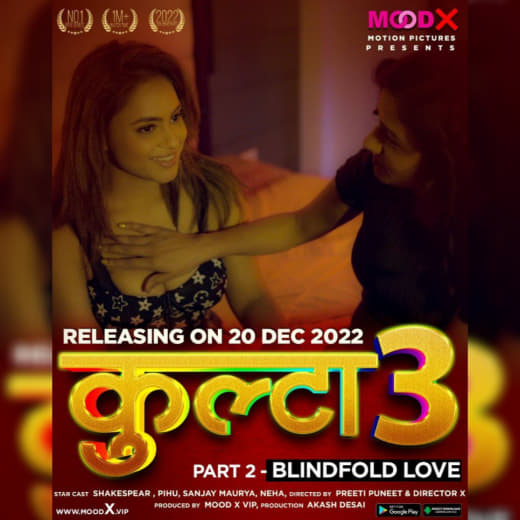 NO.1
1M+
2022
MOODX
MOTION PICTURES
PRESENTS
RELEASING ON 20 DEC 2022
कुल्टा 3
PART 2 - BLINDFOLD LOVE
STAR CAST SHAKESPEAR , PIHU, SANJAY MAURYA, NEHA, DIRECTED BY PREETI PUNEET & DIRECTOR X
WWW.MOODX.VIP PRODUCED BY MOOD X VIP, PRODUCTION AKASH DESAI
Google Play